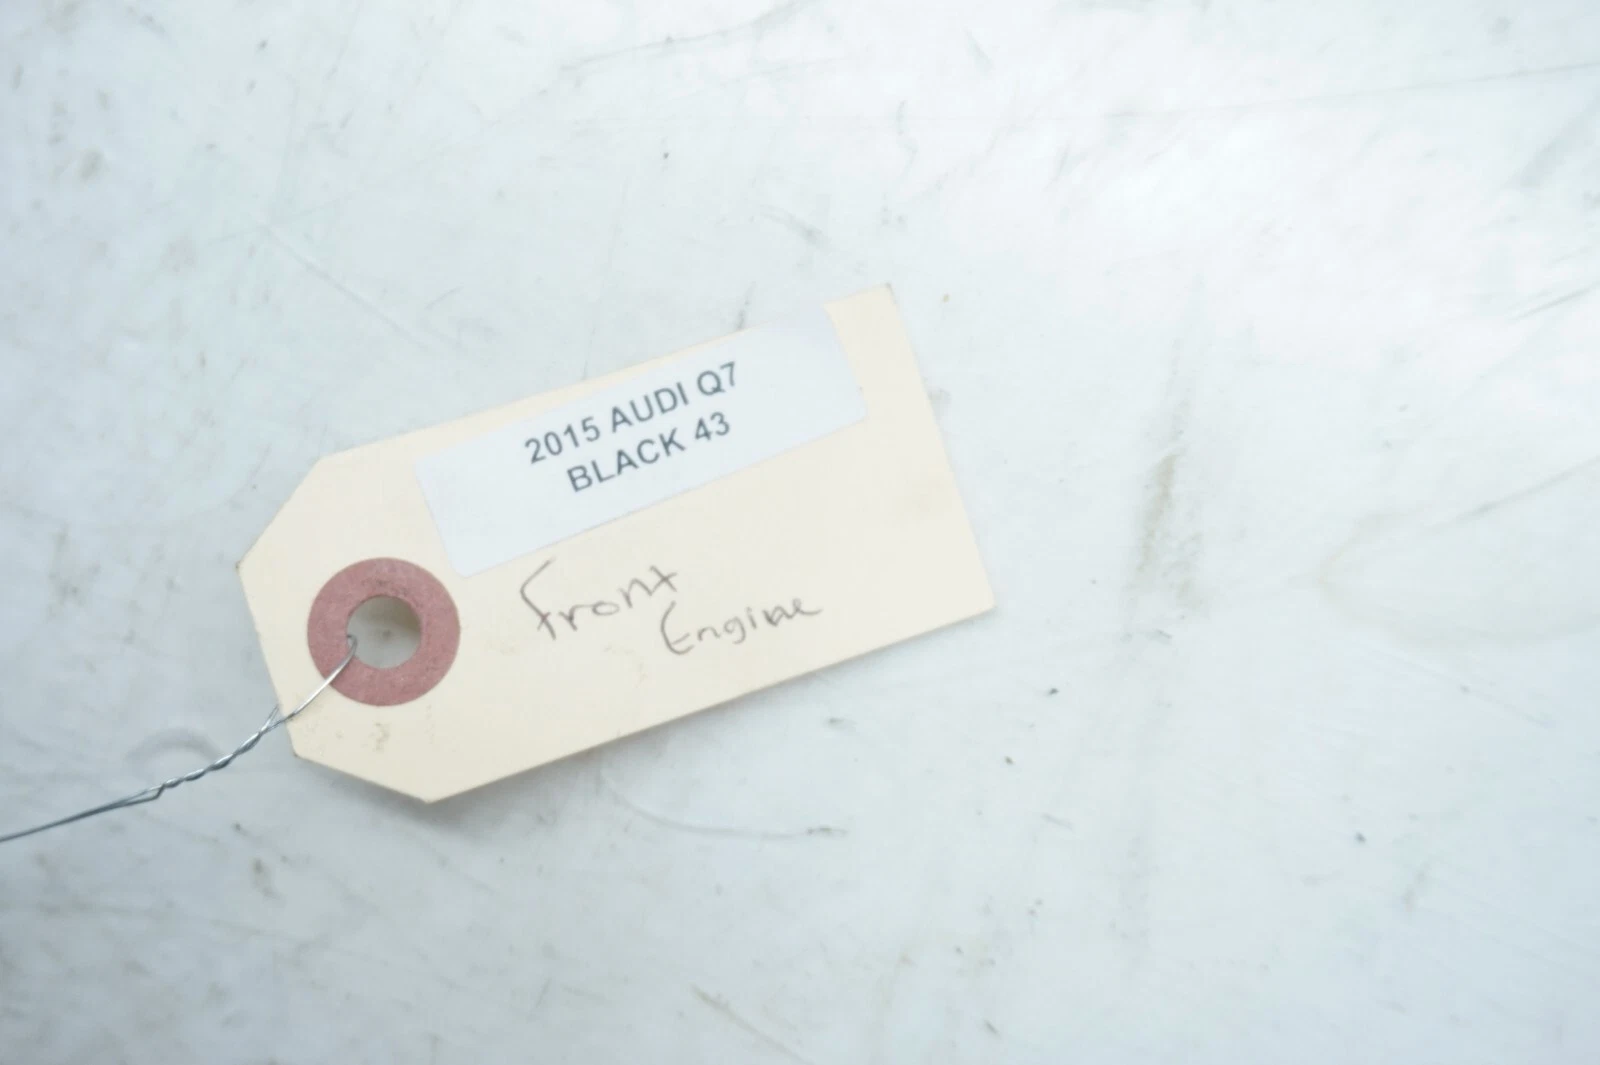 2015 AUDI Q7
BLACK 43
Front
Engine